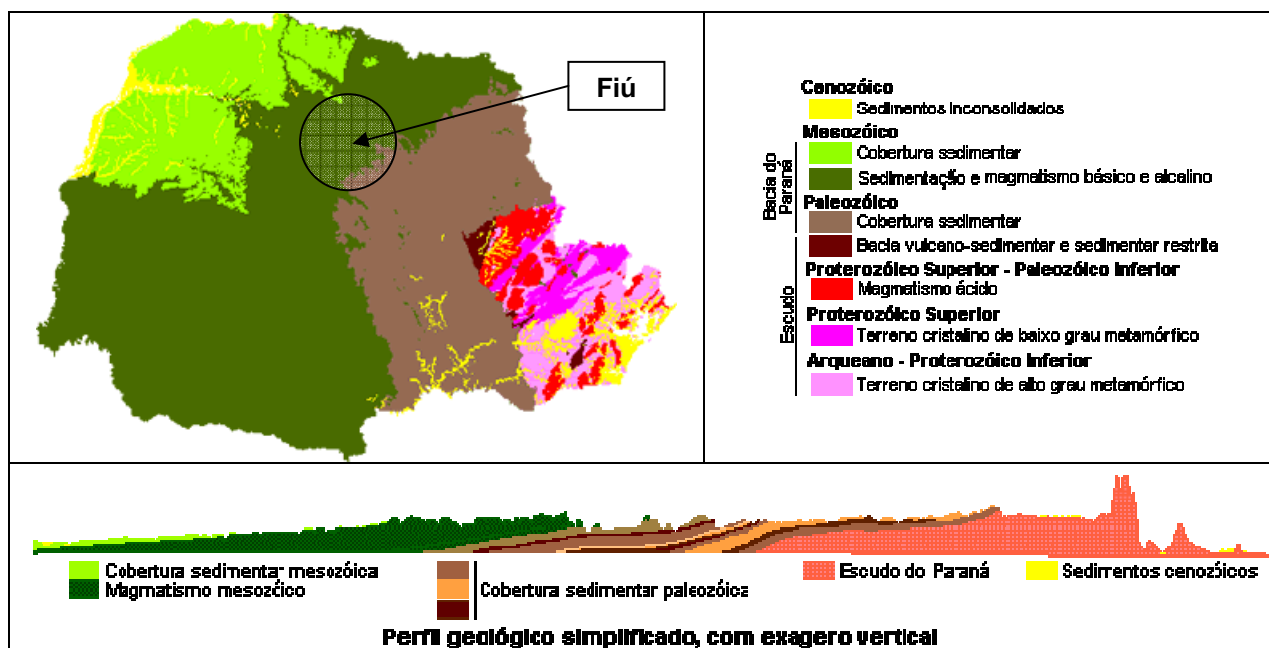 Fiú
Cenozóico
Sedimentos inconsolidados
Mesozóico
Cobertura sedimentar
Sedimentação e magmatismo básico e alcalino
Paleozóico
Cobertura sedimentar
Bacia vulcano-sedimentar e sedimentar restrita
Proterozóico Superior - Paleozóico Inferior
Magmatismo ácido
Proterozóico Superior
Terreno cristalino de baixo grau metamórfico
Arqueano - Proterozóico Inferior
Terreno cristalino de alto grau metamórfico
Bacia do
Paraná
Escudo
Cobertura sedimentar mesozóica
Magmatismo mesozóico
Cobertura sedimentar paleozóica
Escudo do Paraná
Sedimentos cenozóicos
Perfil geológico simplificado, com exagero vertical